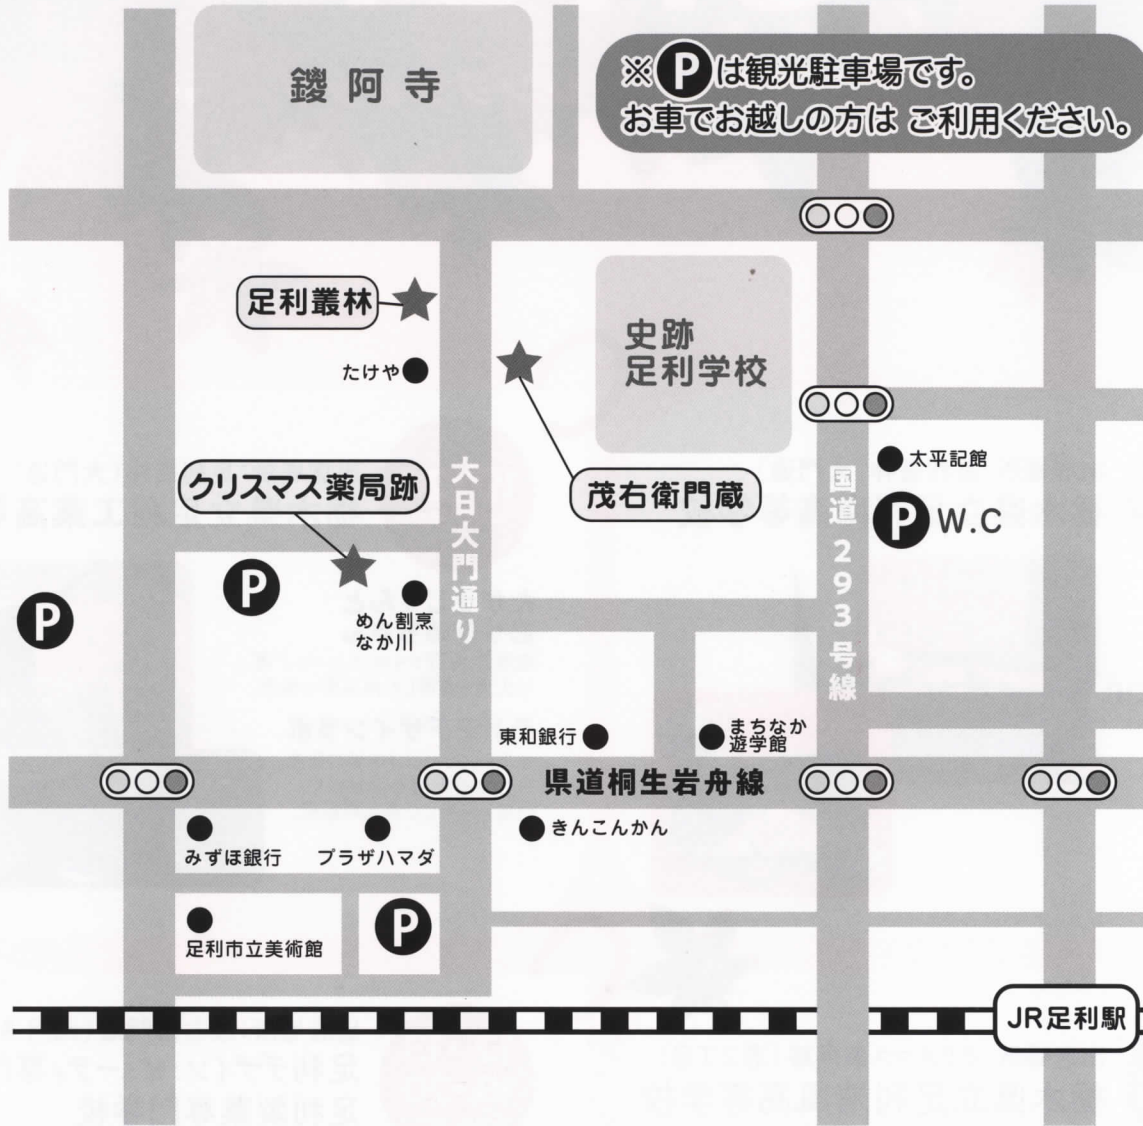 鑁阿寺
※Ⓟは観光駐車場です。
お車でお越しの方は ご利用ください。
足利叢林
たけや
史跡
足利学校
クリスマス薬局跡
大日大門通り
茂右衛門蔵
国道293号線
太平記館
P W.C
P
P
めん割烹
なか川
東和銀行
まちなか
遊学館
県道桐生岩舟線
きんこんかん
みずほ銀行
プラザハマダ
足利市立美術館
P
JR足利駅